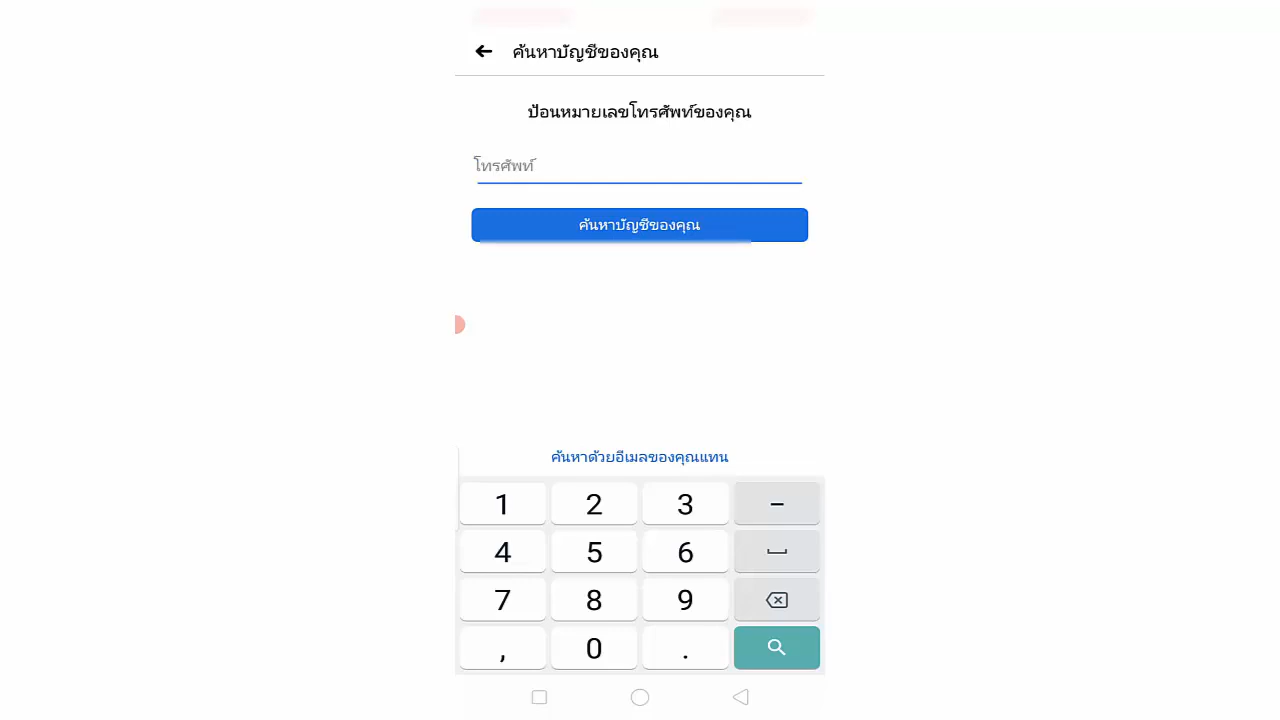 ค้นหาบัญชีของคุณ
ป้อนหมายเลขโทรศัพท์ของคุณ
โทรศัพท์
ค้นหาบัญชีของคุณ
ค้นหาด้วยอีเมลของคุณแทน
1 2 3 –
4 5 6
7 8 9
, 0 .